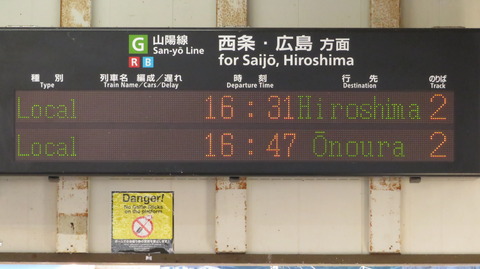 G 山陽線 西条・広島 方面
R B San-yō Line for Saijō, Hiroshima
種 別 列車名 編成／遅れ 時 刻 行 先 のりば
Type Train Name/Cars/Delay Departure Time Destination Track
Local 16:31 Hiroshima 2
Local 16:47 Ōnoura 2
Danger!